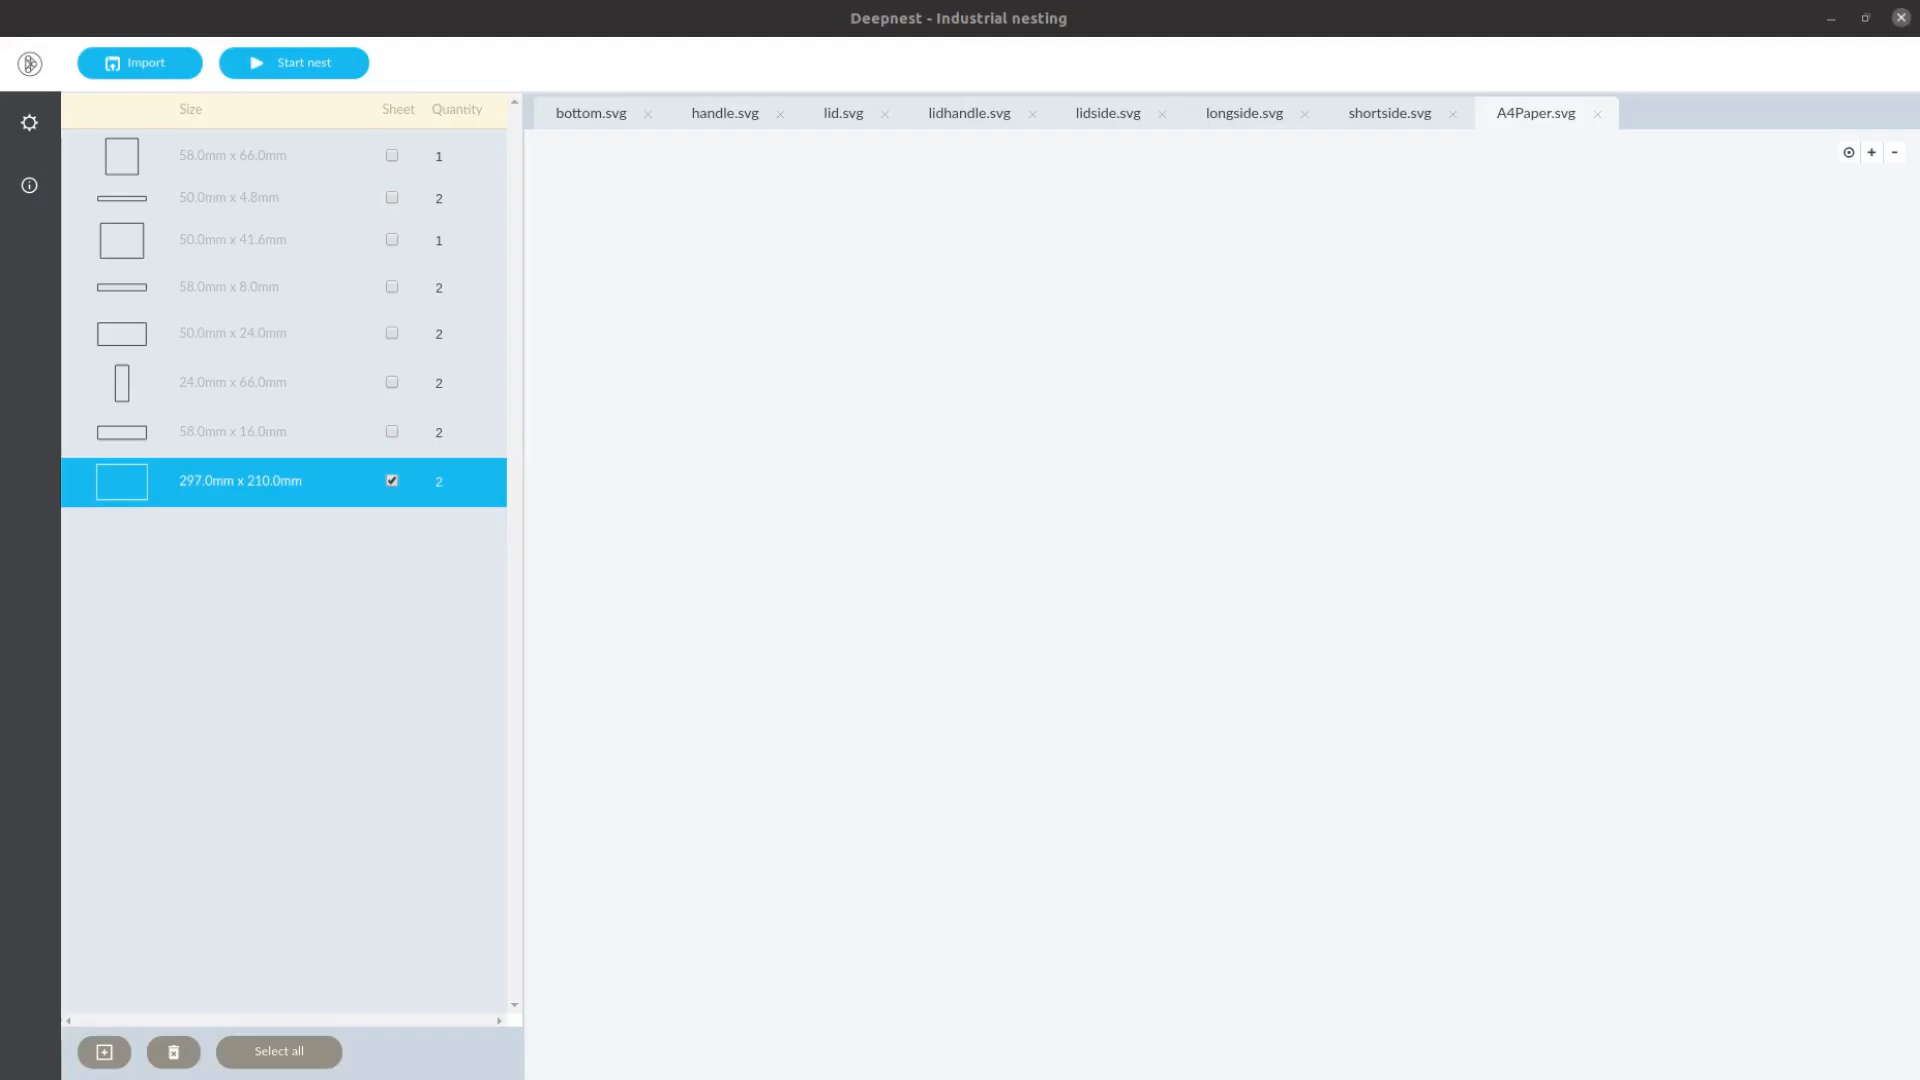 Deepnest - Industrial nesting
Import
Start nest
Size Sheet Quantity
58.0mm x 66.0mm 1
50.0mm x 4.8mm 2
50.0mm x 41.6mm 1
58.0mm x 8.0mm 2
50.0mm x 24.0mm 2
24.0mm x 66.0mm 2
58.0mm x 16.0mm 2
297.0mm x 210.0mm 2
Select all
bottom.svg handle.svg lid.svg lidhandle.svg lidside.svg longside.svg shortside.svg A4Paper.svg